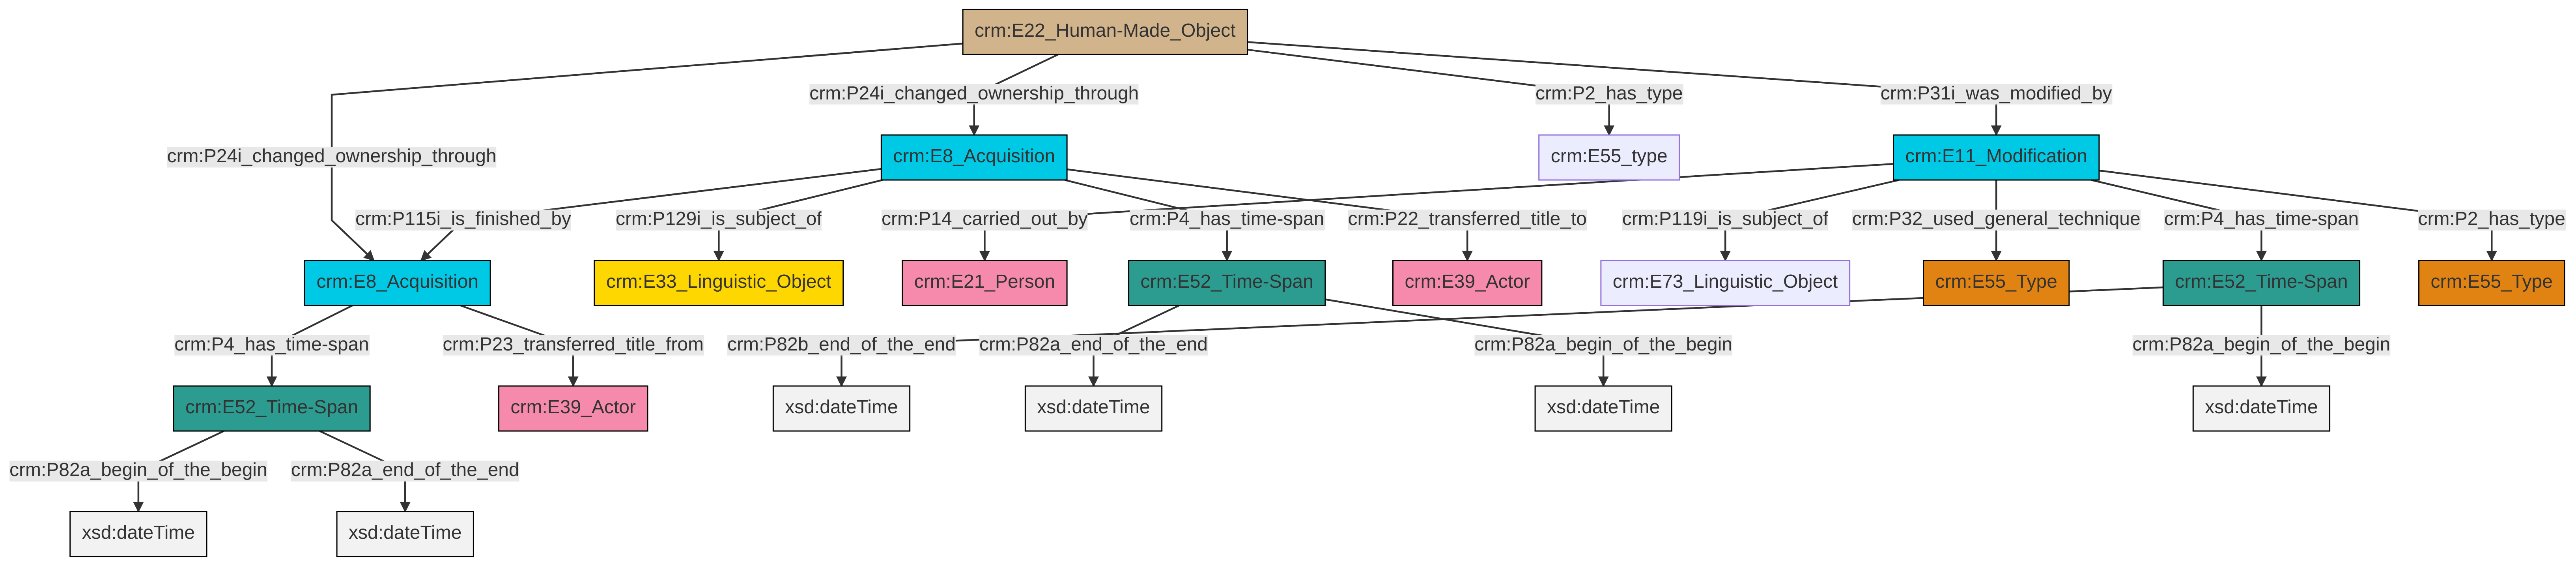 crm:E22_Human-Made_Object
crm:P24i_changed_ownership_through
crm:P2_has_type
crm:P31i_was_modified_by
crm:P24i_changed_ownership_through
crm:E8_Acquisition
crm:E55_type
crm:E11_Modification
crm:P115i_is_finished_by
crm:P129i_is_subject_of
crm:P14_carried_out_by
crm:P4_has_time-span
crm:P22_transferred_title_to
crm:P119i_is_subject_of
crm:P32_used_general_technique
crm:P4_has_time-span
crm:P2_has_type
crm:E8_Acquisition
crm:E33_Linguistic_Object
crm:E21_Person
crm:E52_Time-Span
crm:E39_Actor
crm:E73_Linguistic_Object
crm:E55_Type
crm:E52_Time-Span
crm:E55_Type
crm:P4_has_time-span
crm:P23_transferred_title_from
crm:P82b_end_of_the_end
crm:P82a_end_of_the_end
crm:P82a_begin_of_the_begin
crm:P82a_begin_of_the_begin
crm:E52_Time-Span
crm:E39_Actor
xsd:dateTime
xsd:dateTime
xsd:dateTime
xsd:dateTime
crm:P82a_begin_of_the_begin
crm:P82a_end_of_the_end
xsd:dateTime
xsd:dateTime